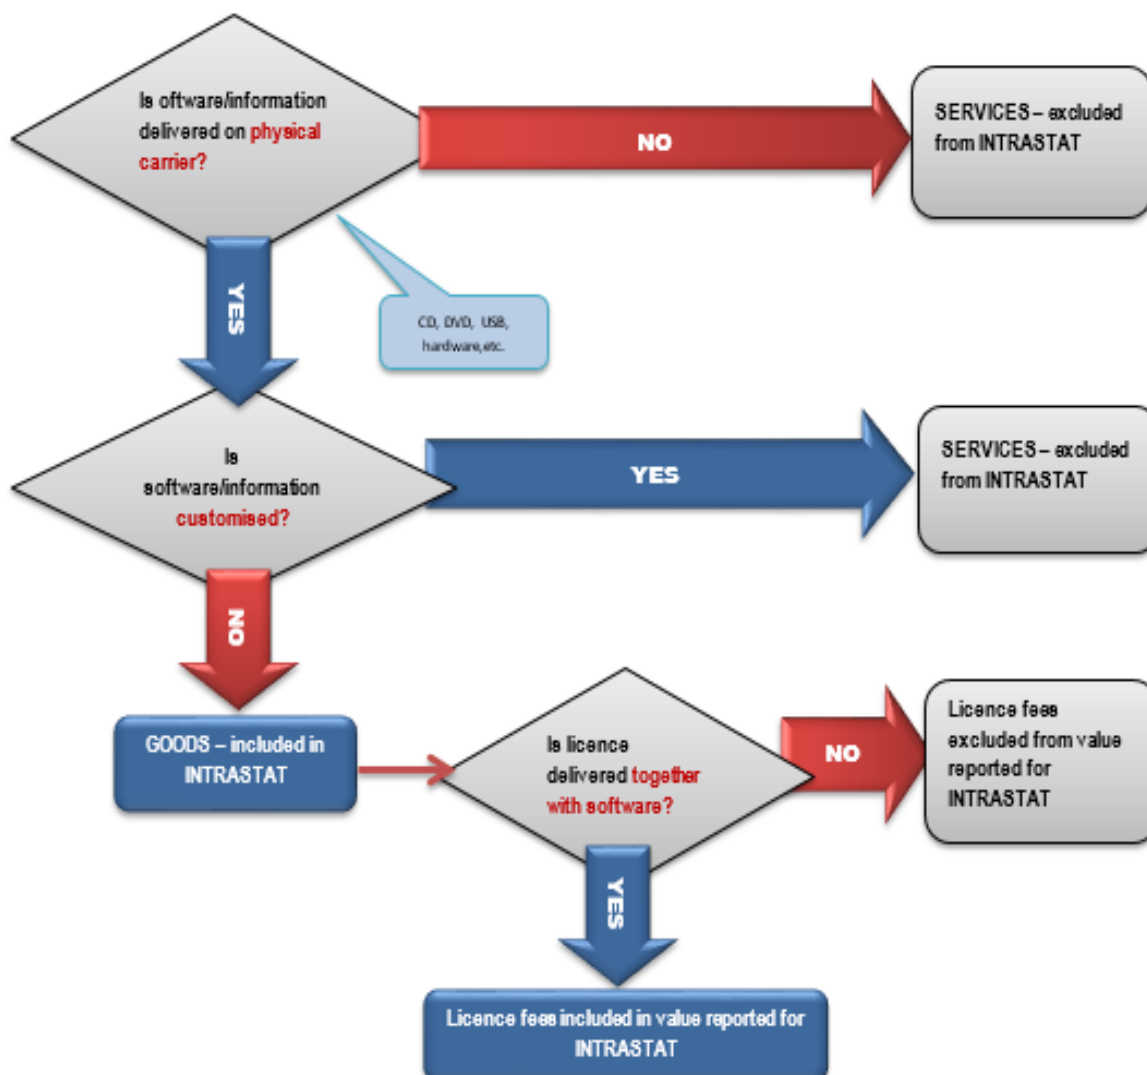 Is oftware/information
delivered on physical
carrier?
NO
SERVICES – excluded
from INTRASTAT
YES
CD, DVD, USB,
hardware,etc.
Is
software/information
customised?
YES
SERVICES – excluded
from INTRASTAT
NO
GOODS – included in
INTRASTAT
Is licence
delivered together
with software?
NO
Licence fees
excluded from value
reported for
INTRASTAT
YES
Licence fees included in value reported for
INTRASTAT